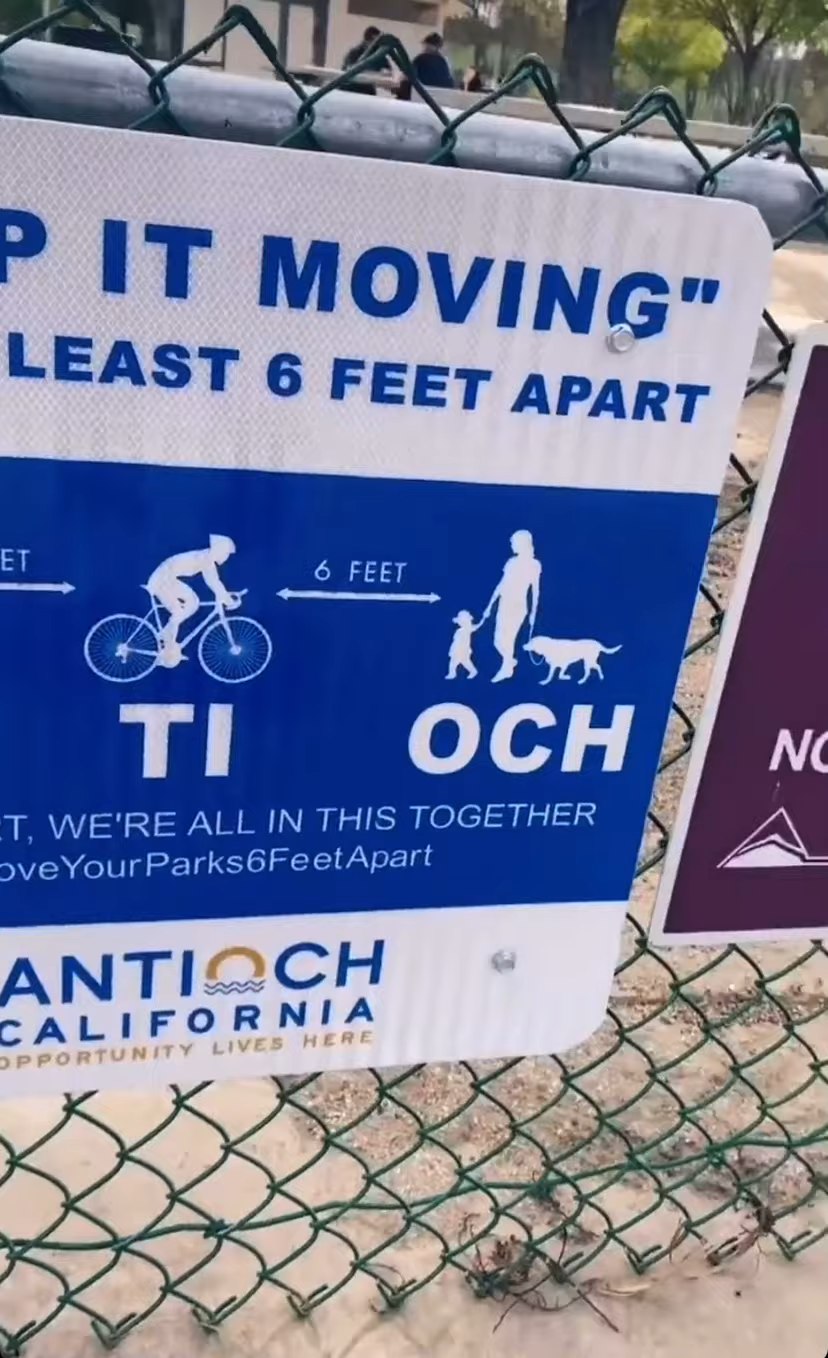 P IT MOVING"
LEAST 6 FEET APART
ET
6 FEET
TI OCH
RT, WE'RE ALL IN THIS TOGETHER
oveYourParks6FeetApart
ANTIOCH
CALIFORNIA
OPPORTUNITY LIVES HERE
NO